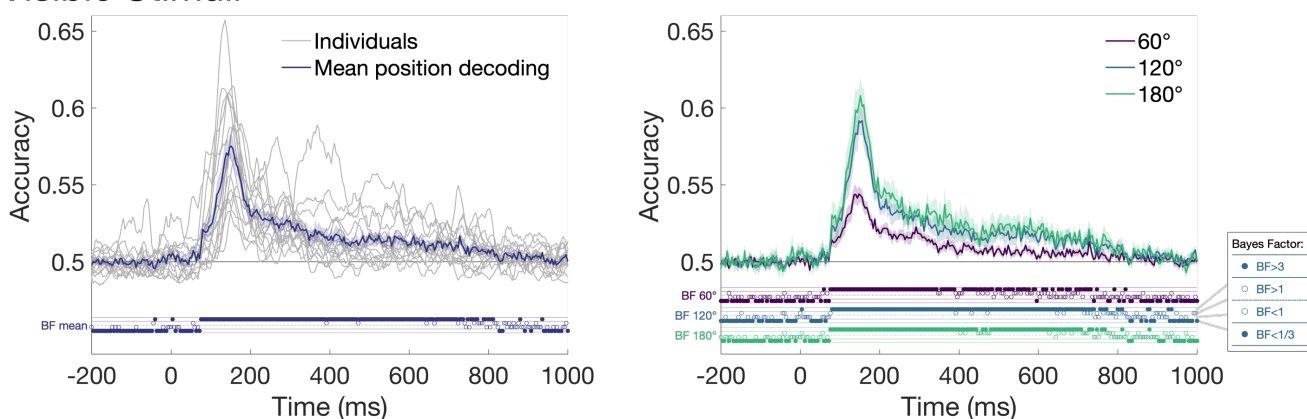 Individuals
Mean position decoding
Accuracy
0.65
0.6
0.55
0.5
BF mean
-200 0 200 400 600 800 1000
Time (ms)
60°
120°
180°
Accuracy
0.65
0.6
0.55
0.5
BF 60°
BF 120°
BF 180°
-200 0 200 400 600 800 1000
Time (ms)
Bayes Factor:
BF>3
BF>1
BF<1
BF<1/3